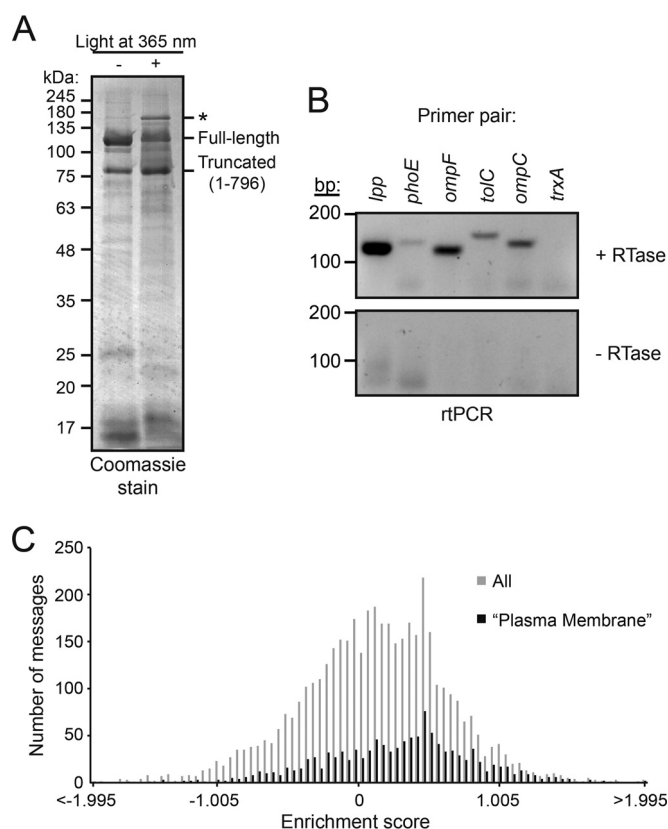 A
Light at 365 nm
- +
kDa:
245
180
135
100
75
63
48
35
25
20
17
*
Full-length
Truncated
(1-796)
Coomassie
stain
B
Primer pair:
bp:
lpp
phoE
ompF
tolC
ompC
trxA
200
100
+ RTase
200
100
- RTase
rtPCR
C
Number of messages
250
200
150
100
50
0
All
"Plasma Membrane"
<-1.995 -1.005 0 1.005 >1.995
Enrichment score